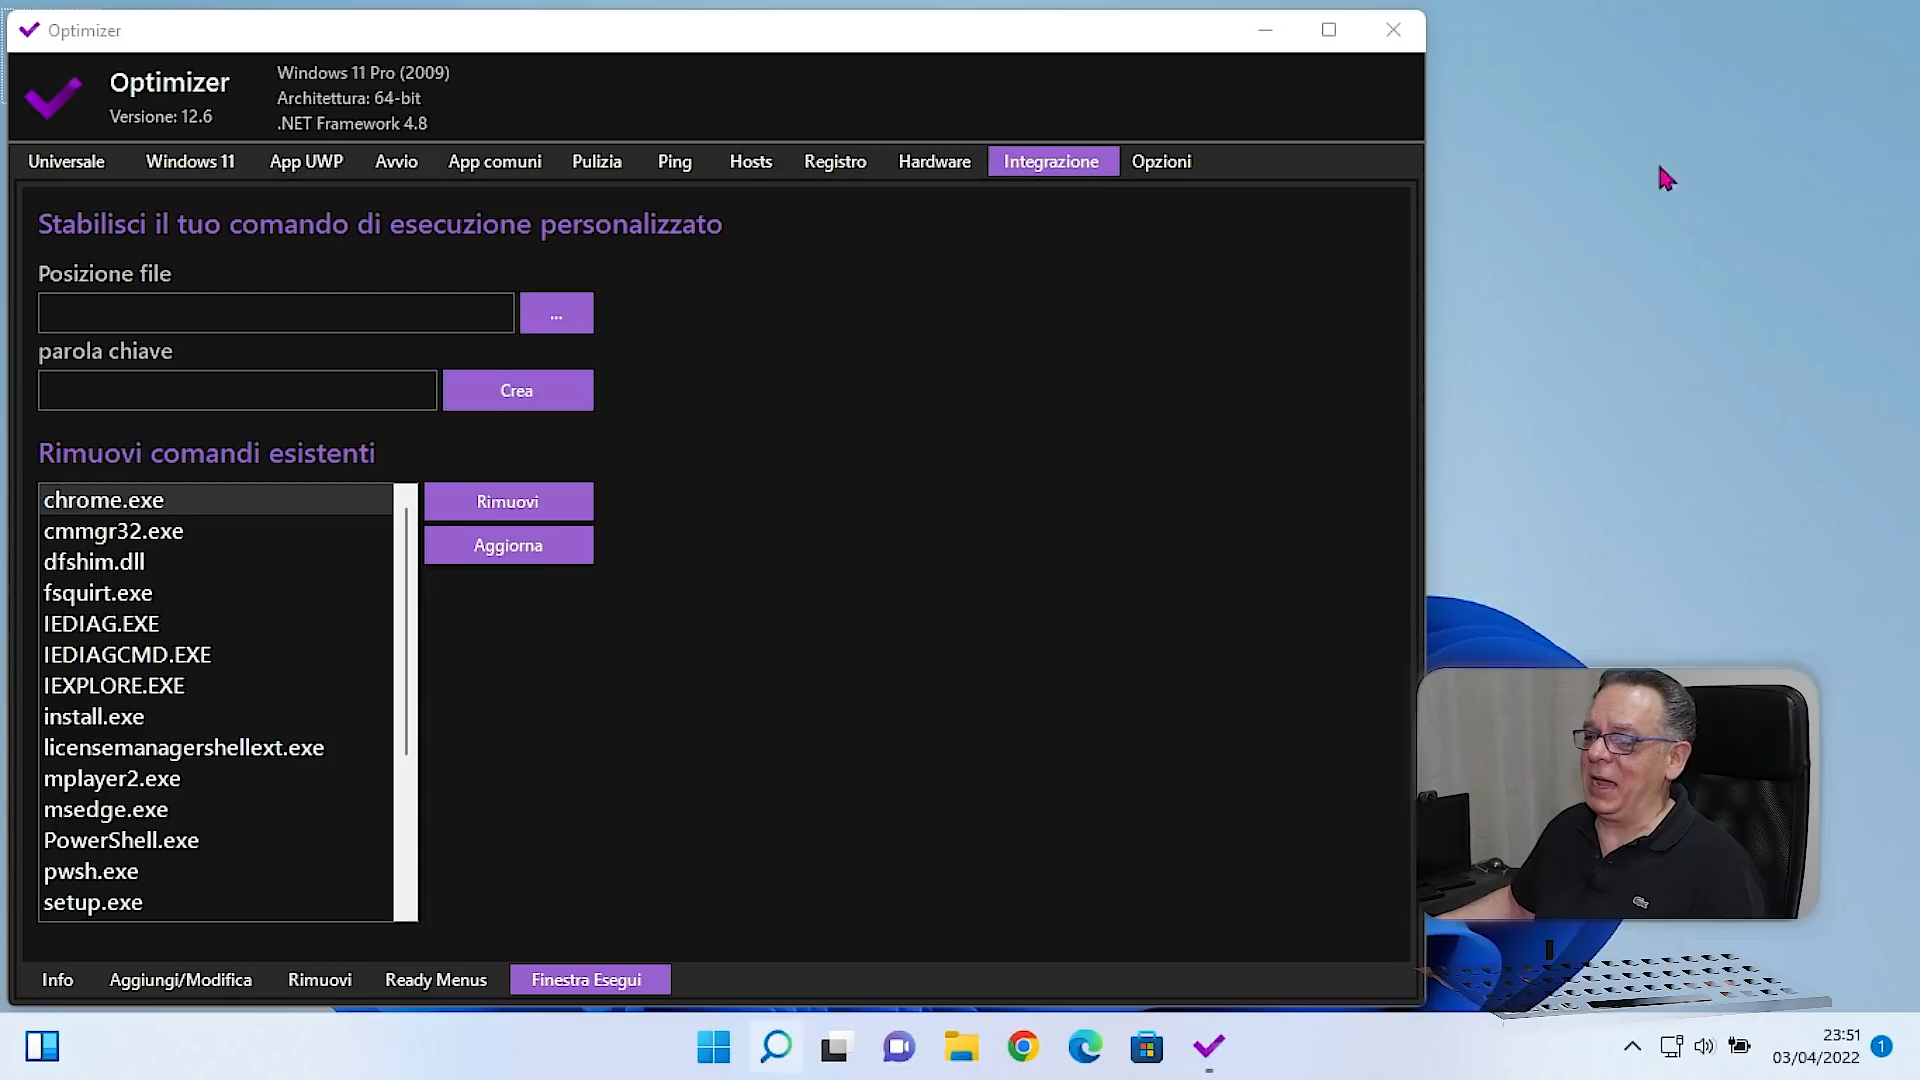 Optimizer
Optimizer
Versione: 12.6
Windows 11 Pro (2009)
Architettura: 64-bit
.NET Framework 4.8
Universale Windows 11 App UWP Avvio App comuni Pulizia Ping Hosts Registro Hardware Integrazione Opzioni
Stabilisci il tuo comando di esecuzione personalizzato
Posizione file
...
parola chiave
Crea
Rimuovi comandi esistenti
chrome.exe
cmmgr32.exe
dfshim.dll
fsquirt.exe
IEDIAG.EXE
IEDIAGCMD.EXE
IEXPLORE.EXE
install.exe
licensemanagershellext.exe
mplayer2.exe
msedge.exe
PowerShell.exe
pwsh.exe
setup.exe
Rimuovi
Aggiorna
Info Aggiungi/Modifica Rimuovi Ready Menus Finestra Esegui
23:51
03/04/2022
1